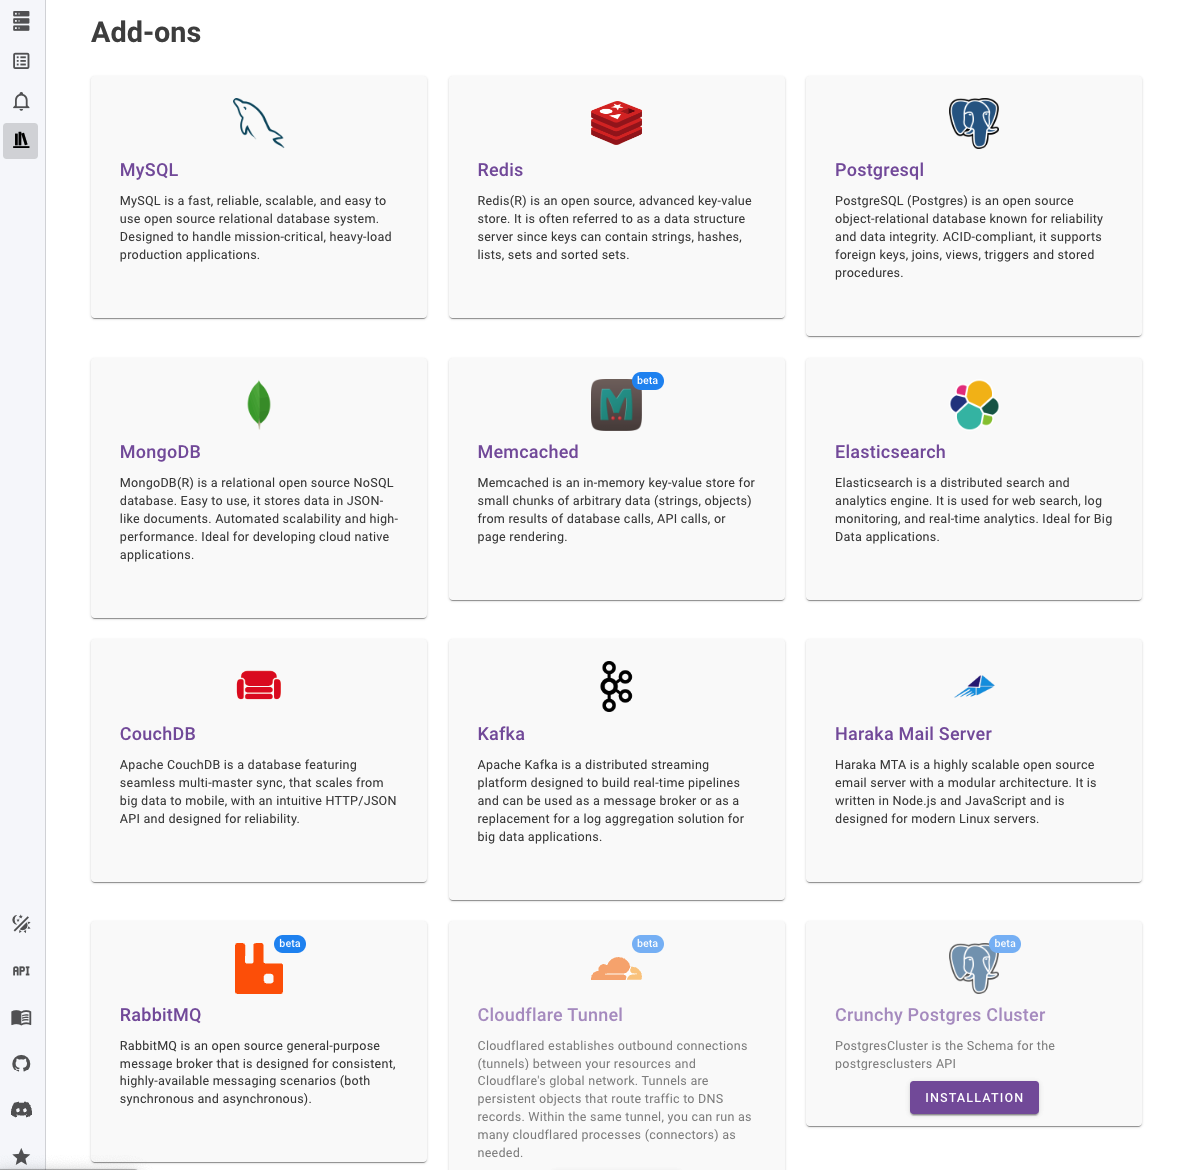 Add-ons
MySQL
MySQL is a fast, reliable, scalable, and easy to
use open source relational database system.
Designed to handle mission-critical, heavy-load
production applications.
Redis
Redis(R) is an open source, advanced key-value
store. It is often referred to as a data structure
server since keys can contain strings, hashes,
lists, sets and sorted sets.
Postgresql
PostgreSQL (Postgres) is an open source
object-relational database known for reliability
and data integrity. ACID-compliant, it supports
foreign keys, joins, views, triggers and stored
procedures.
MongoDB
MongoDB(R) is a relational open source NoSQL
database. Easy to use, it stores data in JSON-
like documents. Automated scalability and high-
performance. Ideal for developing cloud native
applications.
beta
Memcached
Memcached is an in-memory key-value store for
small chunks of arbitrary data (strings, objects)
from results of database calls, API calls, or
page rendering.
Elasticsearch
Elasticsearch is a distributed search and
analytics engine. It is used for web search, log
monitoring, and real-time analytics. Ideal for Big
Data applications.
CouchDB
Apache CouchDB is a database featuring
seamless multi-master sync, that scales from
big data to mobile, with an intuitive HTTP/JSON
API and designed for reliability.
Kafka
Apache Kafka is a distributed streaming
platform designed to build real-time pipelines
and can be used as a message broker or as a
replacement for a log aggregation solution for
big data applications.
Haraka Mail Server
Haraka MTA is a highly scalable open source
email server with a modular architecture. It is
written in Node.js and JavaScript and is
designed for modern Linux servers.
beta
RabbitMQ
RabbitMQ is an open source general-purpose
message broker that is designed for consistent,
highly-available messaging scenarios (both
synchronous and asynchronous).
beta
Cloudflare Tunnel
Cloudflared establishes outbound connections
(tunnels) between your resources and
Cloudflare's global network. Tunnels are
persistent objects that route traffic to DNS
records. Within the same tunnel, you can run as
many cloudflared processes (connectors) as
needed.
beta
Crunchy Postgres Cluster
PostgresCluster is the Schema for the
postgresclusters API
INSTALLATION
API